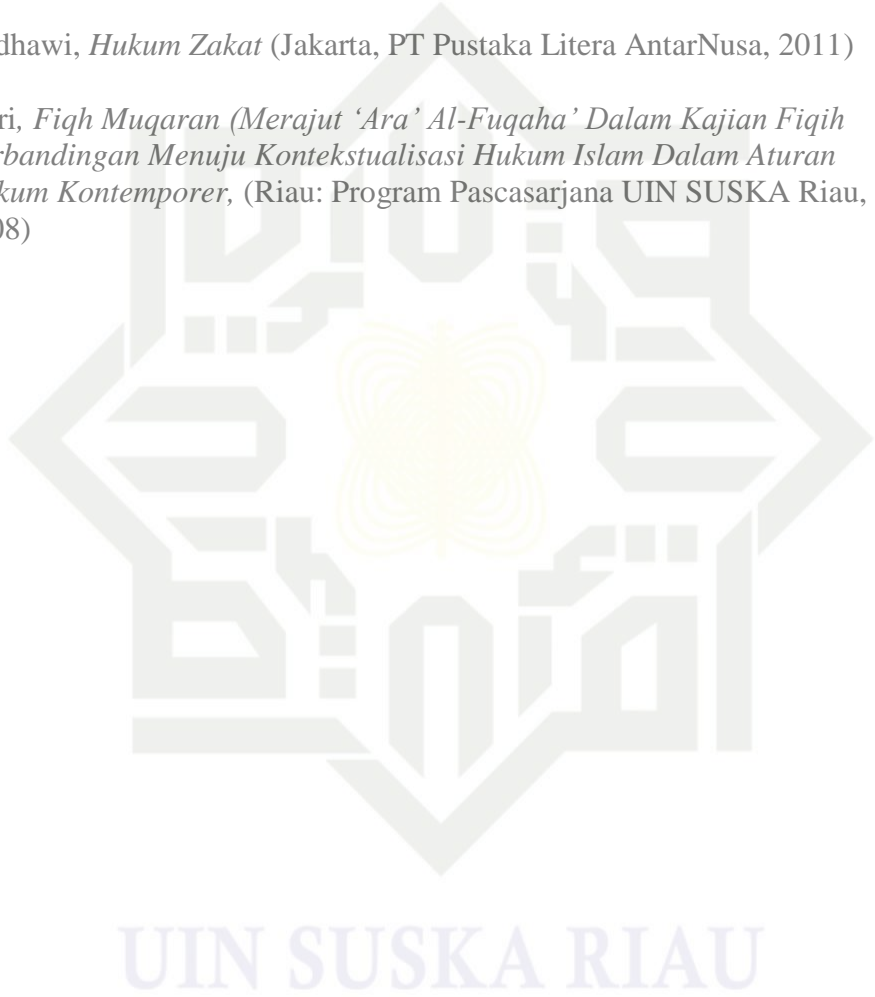 dhawi, Hukum Zakat (Jakarta, PT Pustaka Litera AntarNusa, 2011)
ri, Fiqh Muqaran (Merajut ‘Ara’ Al-Fuqaha’ Dalam Kajian Fiqih
rbandingan Menuju Kontekstualisasi Hukum Islam Dalam Aturan
kum Kontemporer, (Riau: Program Pascasarjana UIN SUSKA Riau,
08)
UIN SUSKA RIAU